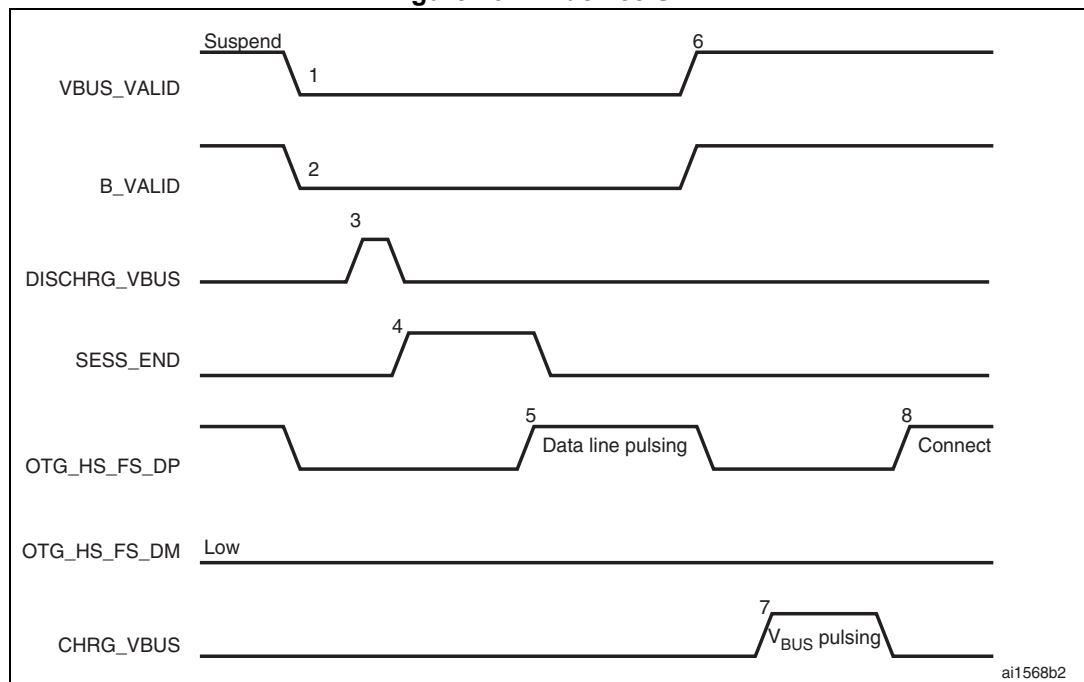 Suspend
6
VBUS_VALID
1
B_VALID
2
3
DISCHRG_VBUS
4
SESS_END
5
8
OTG_HS_FS_DP
Data line pulsing
Connect
OTG_HS_FS_DM
Low
7
CHRG_VBUS
VBUS pulsing
ai1568b2